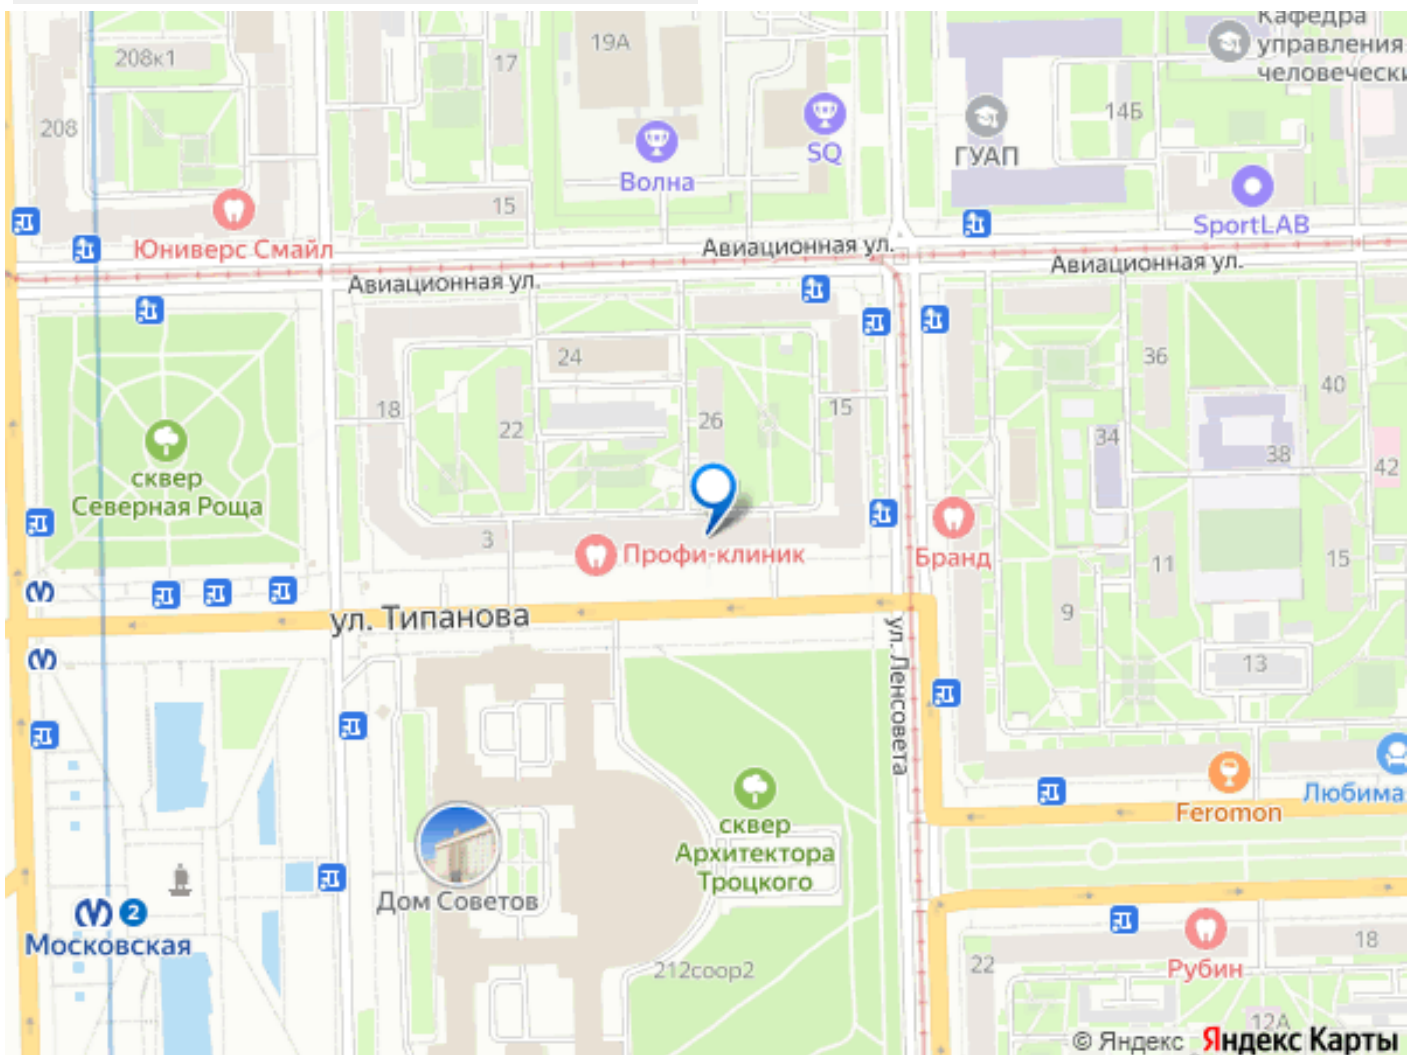 Кафедра
управления
человечески
19А
208к1
17
14Б
208
SQ
ГУАП
Волна
15
SportLAB
Юниверс Смайл
Авиационная ул.
Авиационная ул.
Авиационная ул.
24
36
40
18
26
15
22
34
38
сквер
Северная Роща
42
3
Профи-клиник
Бранд
11
15
ул. Типанова
9
ул. Ленсовета
13
Любима
Feromon
сквер
Архитектора
Троцкого
Дом Советов
2
Московская
212соор2
22
Рубин
18
12А
© Яндекс Яндекс Карты